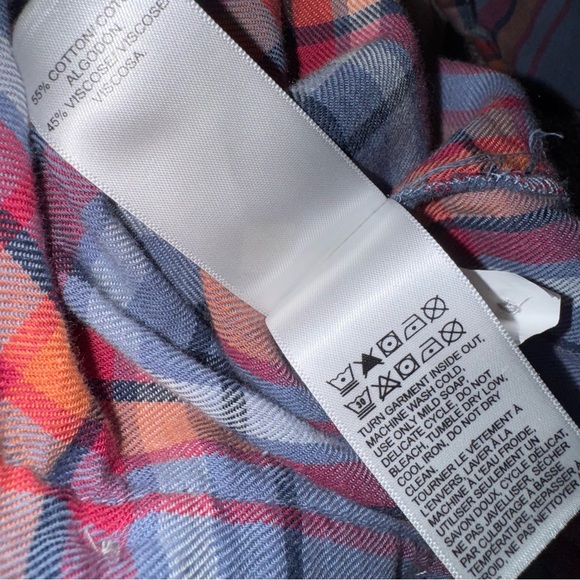 55% COTTON/ COT
ALGODÓN
45% VISCOSE/ VISCOSE/
VISCOSA
TURN GARMENT INSIDE OUT.
MACHINE WASH COLD.
USE ONLY MILD SOAP.
DELICATE CYCLE. DO NOT
BLEACH. TUMBLE DRY LOW.
COOL IRON. DO NOT DRY
CLEAN.
TOURNER LE VÊTEMENT À
L'ENVERS. LAVER À LA
MACHINE À L'EAU FROIDE
UTILISER SEULEMENT UN
SAVON DOUX. CYCLE DÉLICAT.
NE PAS JAVELLISER. SÉCHER
PAR CULBUTAGE À BASSE
TEMPÉRATURE. REPASSER À
NE PAS NETTOYER